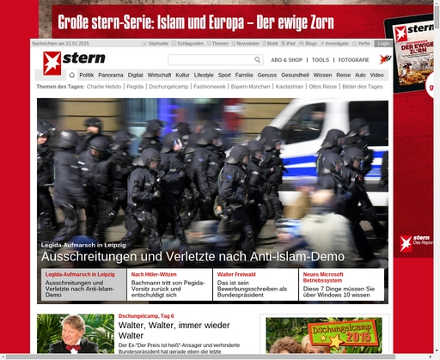 Große stern-Serie: Islam und Europa – Der ewige Zorn
Nachrichten am 22.01.2015
Startseite
Schlagzeilen
Themen
Newsletter
Mobil
iPad
Blogs
Investigativ
Hefte
Login
stern
ABO & SHOP | TOOLS | FOTOGRAFIE
Politik Panorama Digital Wirtschaft Kultur Lifestyle Sport Familie Genuss Gesundheit Wissen Reise Auto Video
Themen des Tages: Charlie Hebdo | Pegida | Dschungelcamp | Fashionweek | Bayern München |
| Bilder des Tages
Legida-Aufmarsch in Leipzig
Ausschreitungen und Verletzte nach Anti-Islam-Demo
Legida-Aufmarsch in Leipzig
Ausschreitungen und Verletzte nach Anti-Islam-Demo
Nach Hitler-Witzen
Bachmann tritt von Pegida-Vorsitz zurück und entschuldigt sich
Walter Freiwald
Das ist sein Bewerbungsschreiben als Bundespräsident
Neues Microsoft Betriebssystem
Diese 7 Dinge müssen Sie über Windows 10 wissen
Dschungelcamp, Tag 6
Walter, Walter, immer wieder
Walter
Der Ex-"Der Preis ist heiß"-Ansager und verhinderte
Bundespräsident hat gerade eben die letzte
Dschungelcamp
2015
DER EWIGE
ZORN
stern